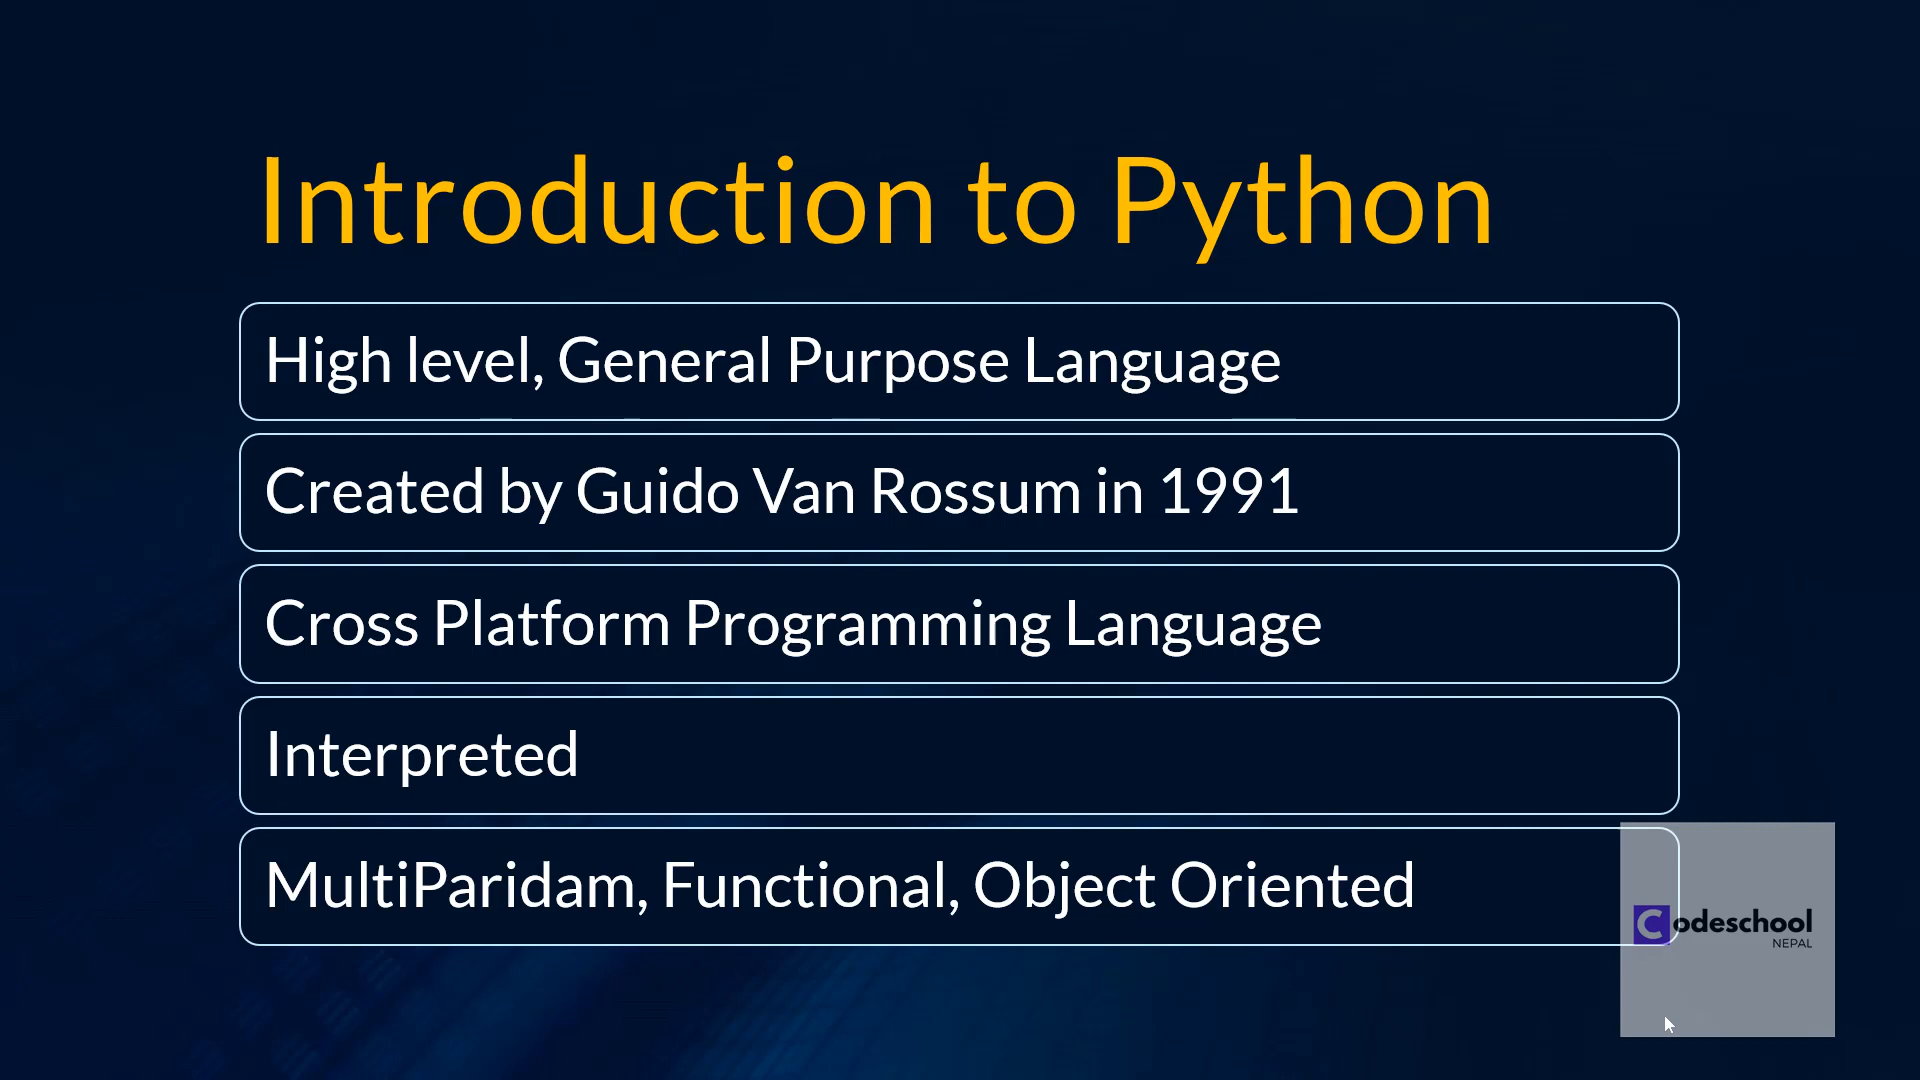 Introduction to Python
High level, General Purpose Language
Created by Guido Van Rossum in 1991
Cross Platform Programming Language
Interpreted
MultiParidam, Functional, Object Oriented
Codeschool
NEPAL